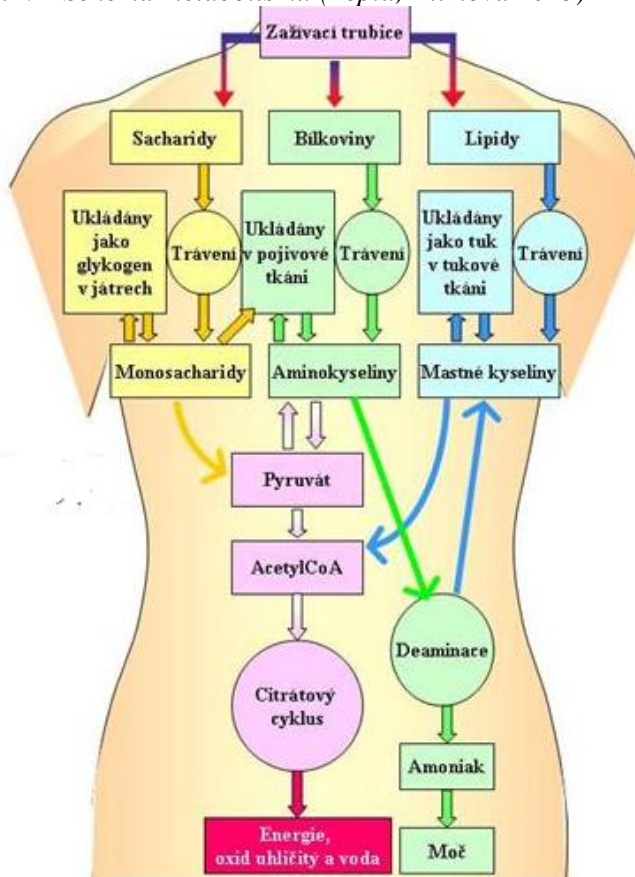 Zažívací trubice
Sacharidy
Bílkoviny
Lipidy
Ukládány
jako
glykogen
v játrech
Trávení
Ukládány
v pojivové
tkáni
Trávení
Ukládány
jako tuk
v tukové
tkáni
Trávení
Monosacharidy
Aminokyseliny
Mastné kyseliny
Pyruvát
AcetylCoA
Deaminace
Citrátový
cyklus
Amoniak
Energie,
oxid uhličitý a voda
Moč